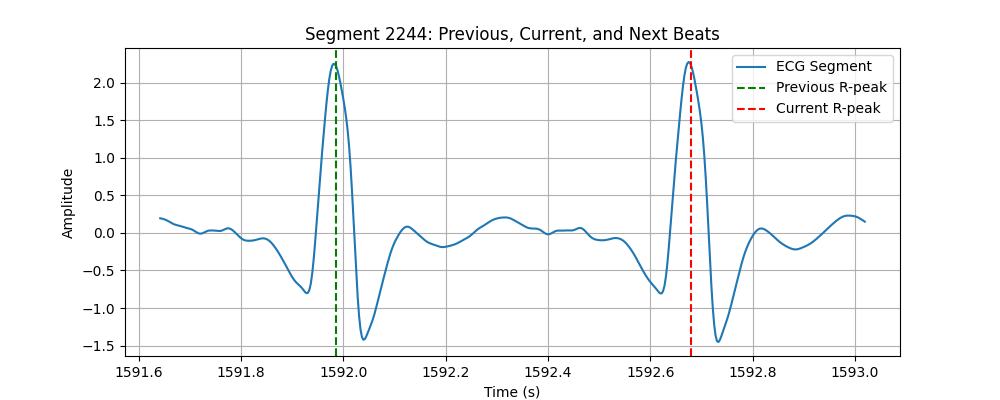 Segment 2244: Previous, Current, and Next Beats
ECG Segment
Previous R-peak
Current R-peak
2.0
1.5
1.0
0.5
0.0
−0.5
−1.0
−1.5
Amplitude
1591.6 1591.8 1592.0 1592.2 1592.4 1592.6 1592.8 1593.0
Time (s)